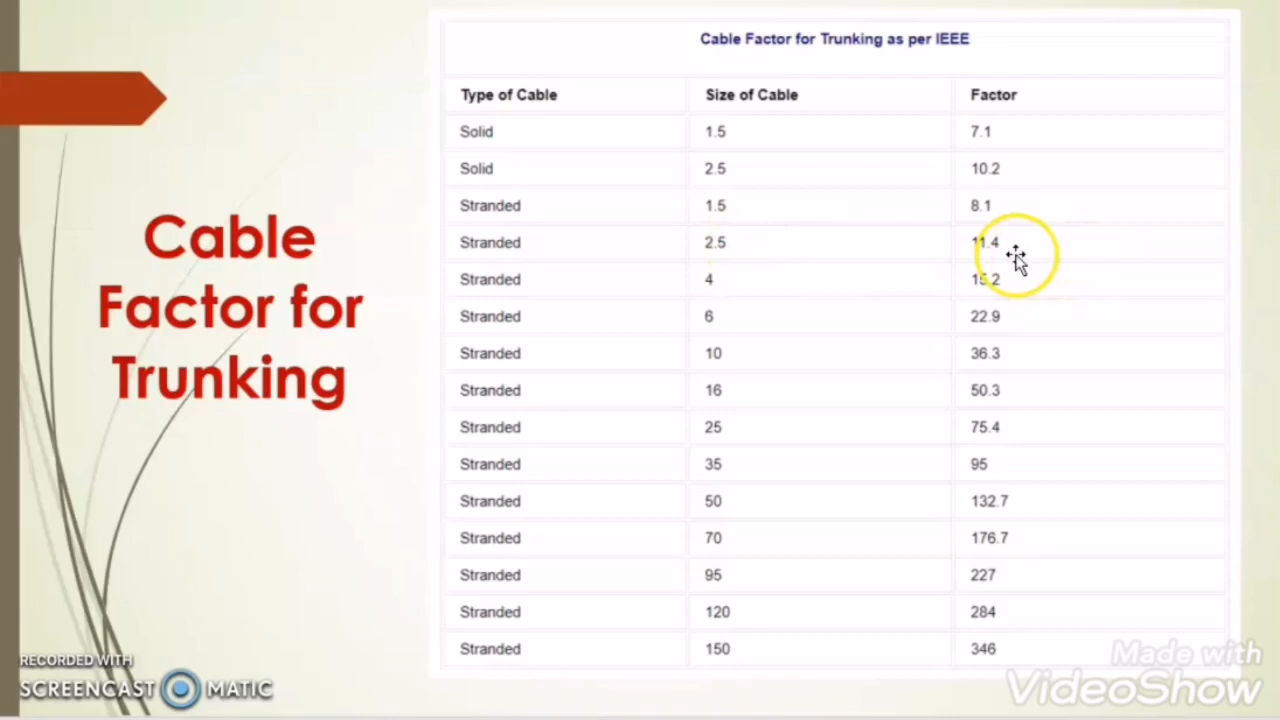 Cable Factor for Trunking as per IEEE
Type of Cable Size of Cable Factor
Solid 1.5 7.1
Solid 2.5 10.2
Stranded 1.5 8.1
Stranded 2.5 11.4
Stranded 4 15.2
Stranded 6 22.9
Stranded 10 36.3
Stranded 16 50.3
Stranded 25 75.4
Stranded 35 95
Stranded 50 132.7
Stranded 70 176.7
Stranded 95 227
Stranded 120 284
Stranded 150 346
Cable
Factor for
Trunking
RECORDED WITH
SCREENCAST MATIC
Made with
VideoShow